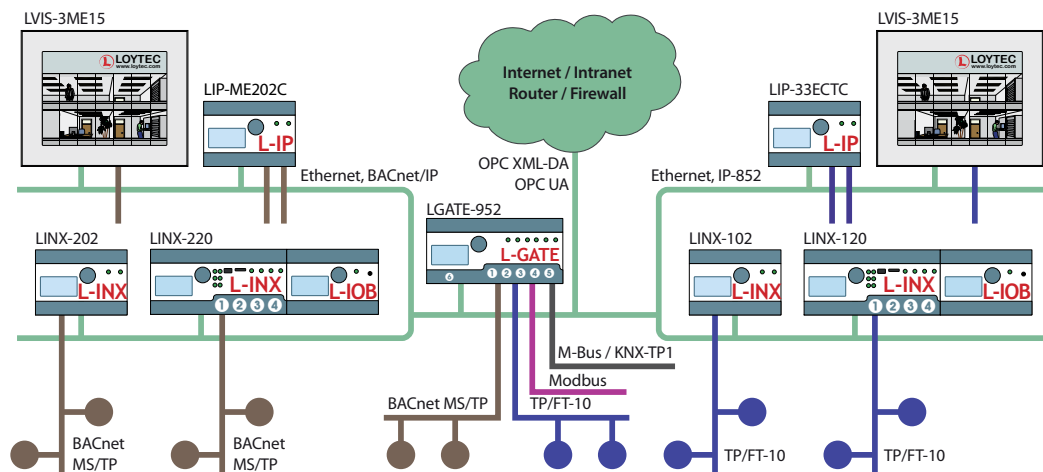 LVIS-3ME15
LVIS-3ME15
LOYTEC
www.loytec.com
Internet / Intranet
Router / Firewall
LOYTEC
www.loytec.com
LIP-ME202C
LIP-33ECTC
L-IP
L-IP
Ethernet, BACnet/IP
OPC XML-DA
OPC UA
Ethernet, IP-852
LGATE-952
LINX-202
LINX-220
LINX-102
LINX-120
L-GATE
6
1 2 3 4 5
L-INX
L-INX
L-IOB
1 2 3 4
L-INX
L-INX
L-IOB
1 2 3 4
M-Bus / KNX-TP1
Modbus
BACnet MS/TP
TP/FT-10
BACnet
MS/TP
BACnet
MS/TP
TP/FT-10
TP/FT-10